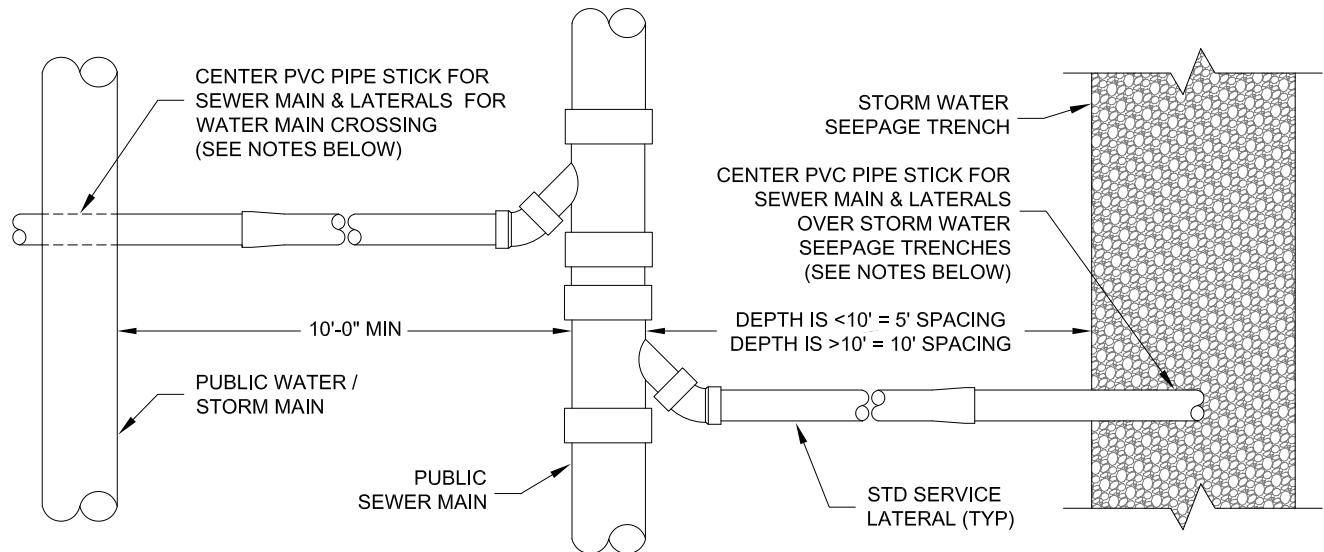 CENTER PVC PIPE STICK FOR
SEWER MAIN & LATERALS FOR
WATER MAIN CROSSING
(SEE NOTES BELOW)
STORM WATER
SEEPAGE TRENCH
CENTER PVC PIPE STICK FOR
SEWER MAIN & LATERALS
OVER STORM WATER
SEEPAGE TRENCHES
(SEE NOTES BELOW)
10'-0" MIN
DEPTH IS <10' = 5' SPACING
DEPTH IS >10' = 10' SPACING
PUBLIC WATER /
STORM MAIN
PUBLIC
SEWER MAIN
STD SERVICE
LATERAL (TYP)